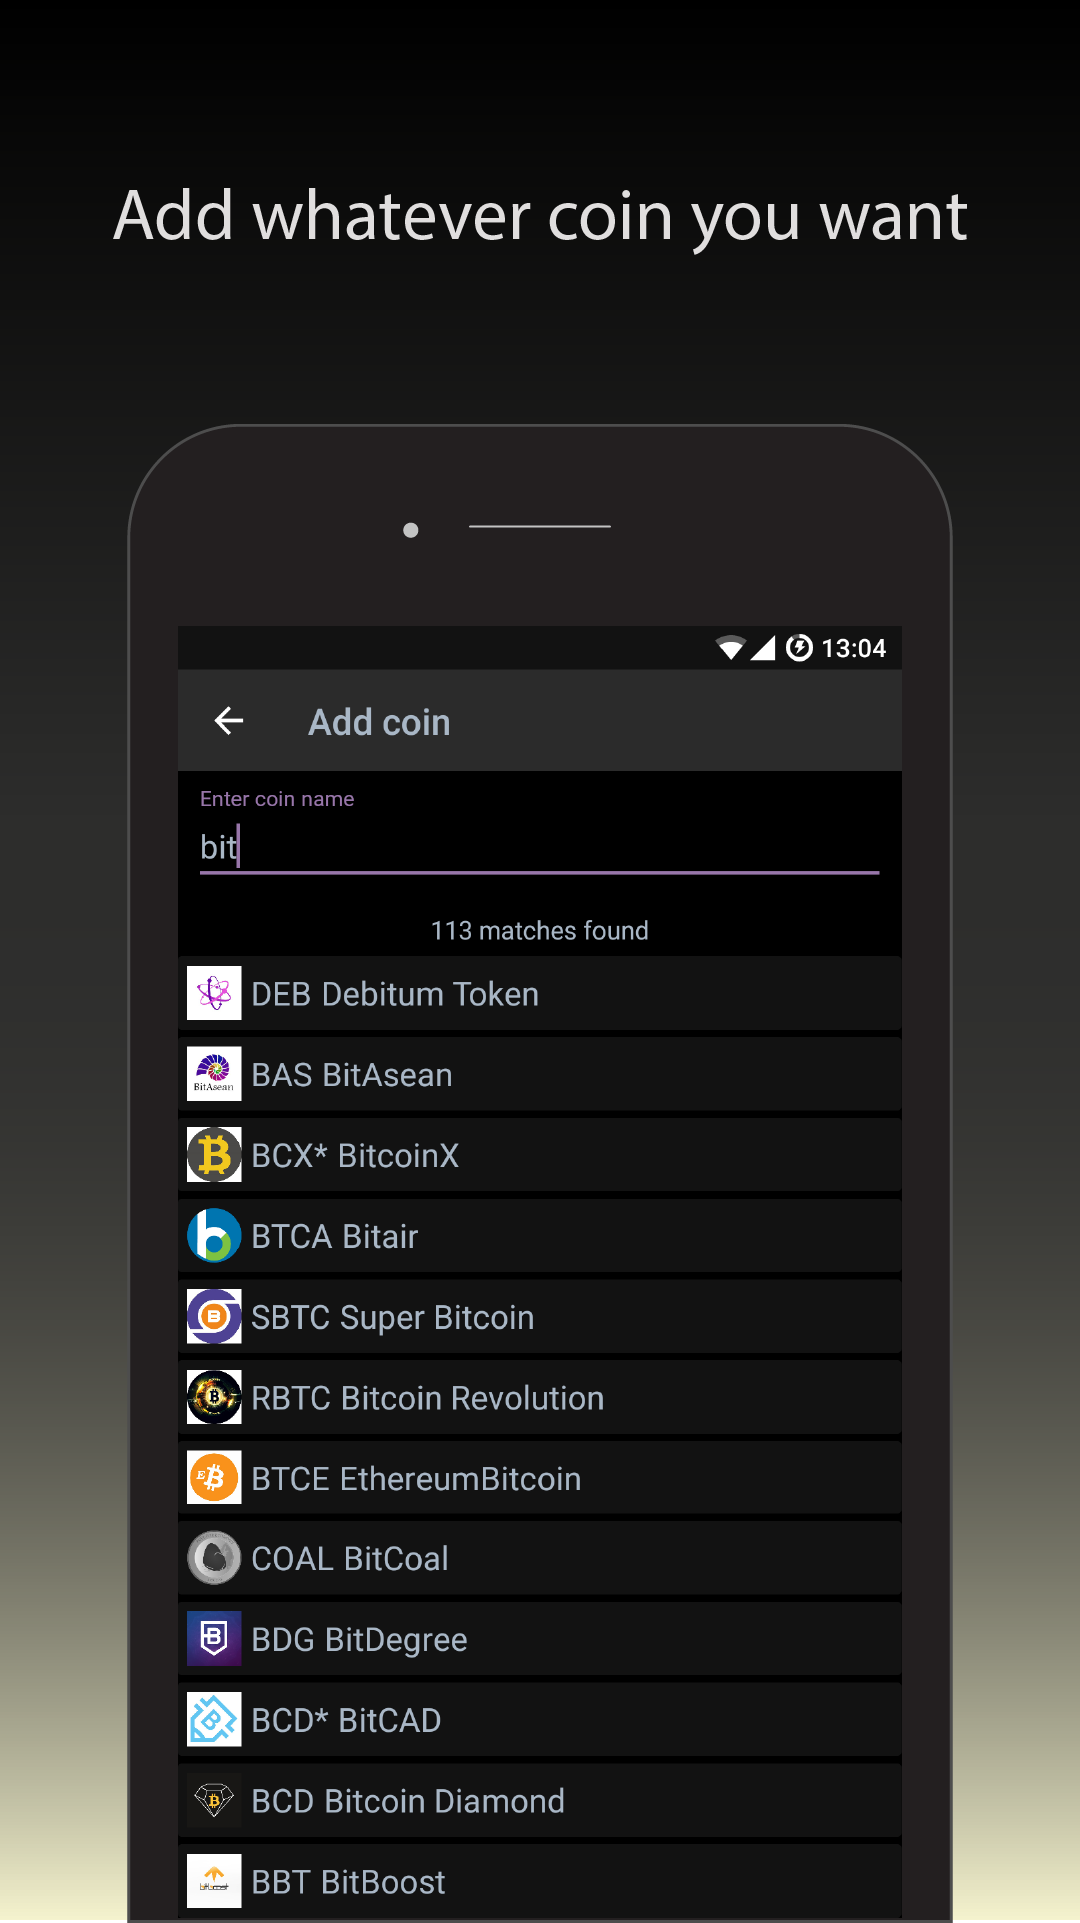 Add whatever coin you want
13:04
Add coin
Enter coin name
bit
113 matches found
DEB Debitum Token
BitAsean
BAS BitAsean
BCX* BitcoinX
BTCA Bitair
SBTC Super Bitcoin
RBTC Bitcoin Revolution
BTCE EthereumBitcoin
COAL BitCoal
BDG BitDegree
BCD* BitCAD
BCD Bitcoin Diamond
BBT BitBoost